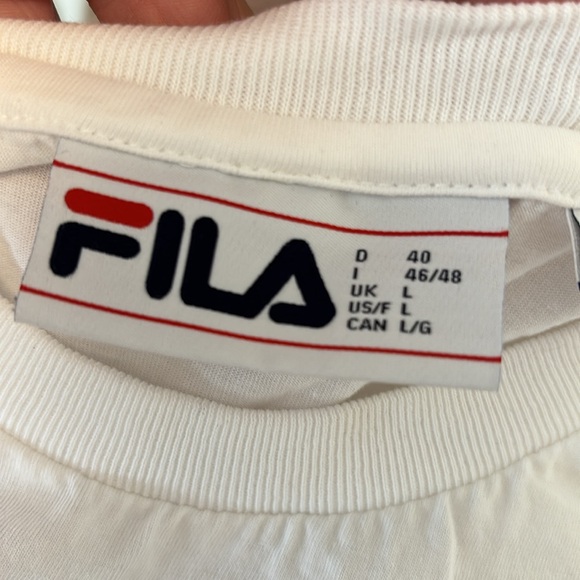 FILA
D 40
I 46/48
UK L
US/F L
CAN L/G